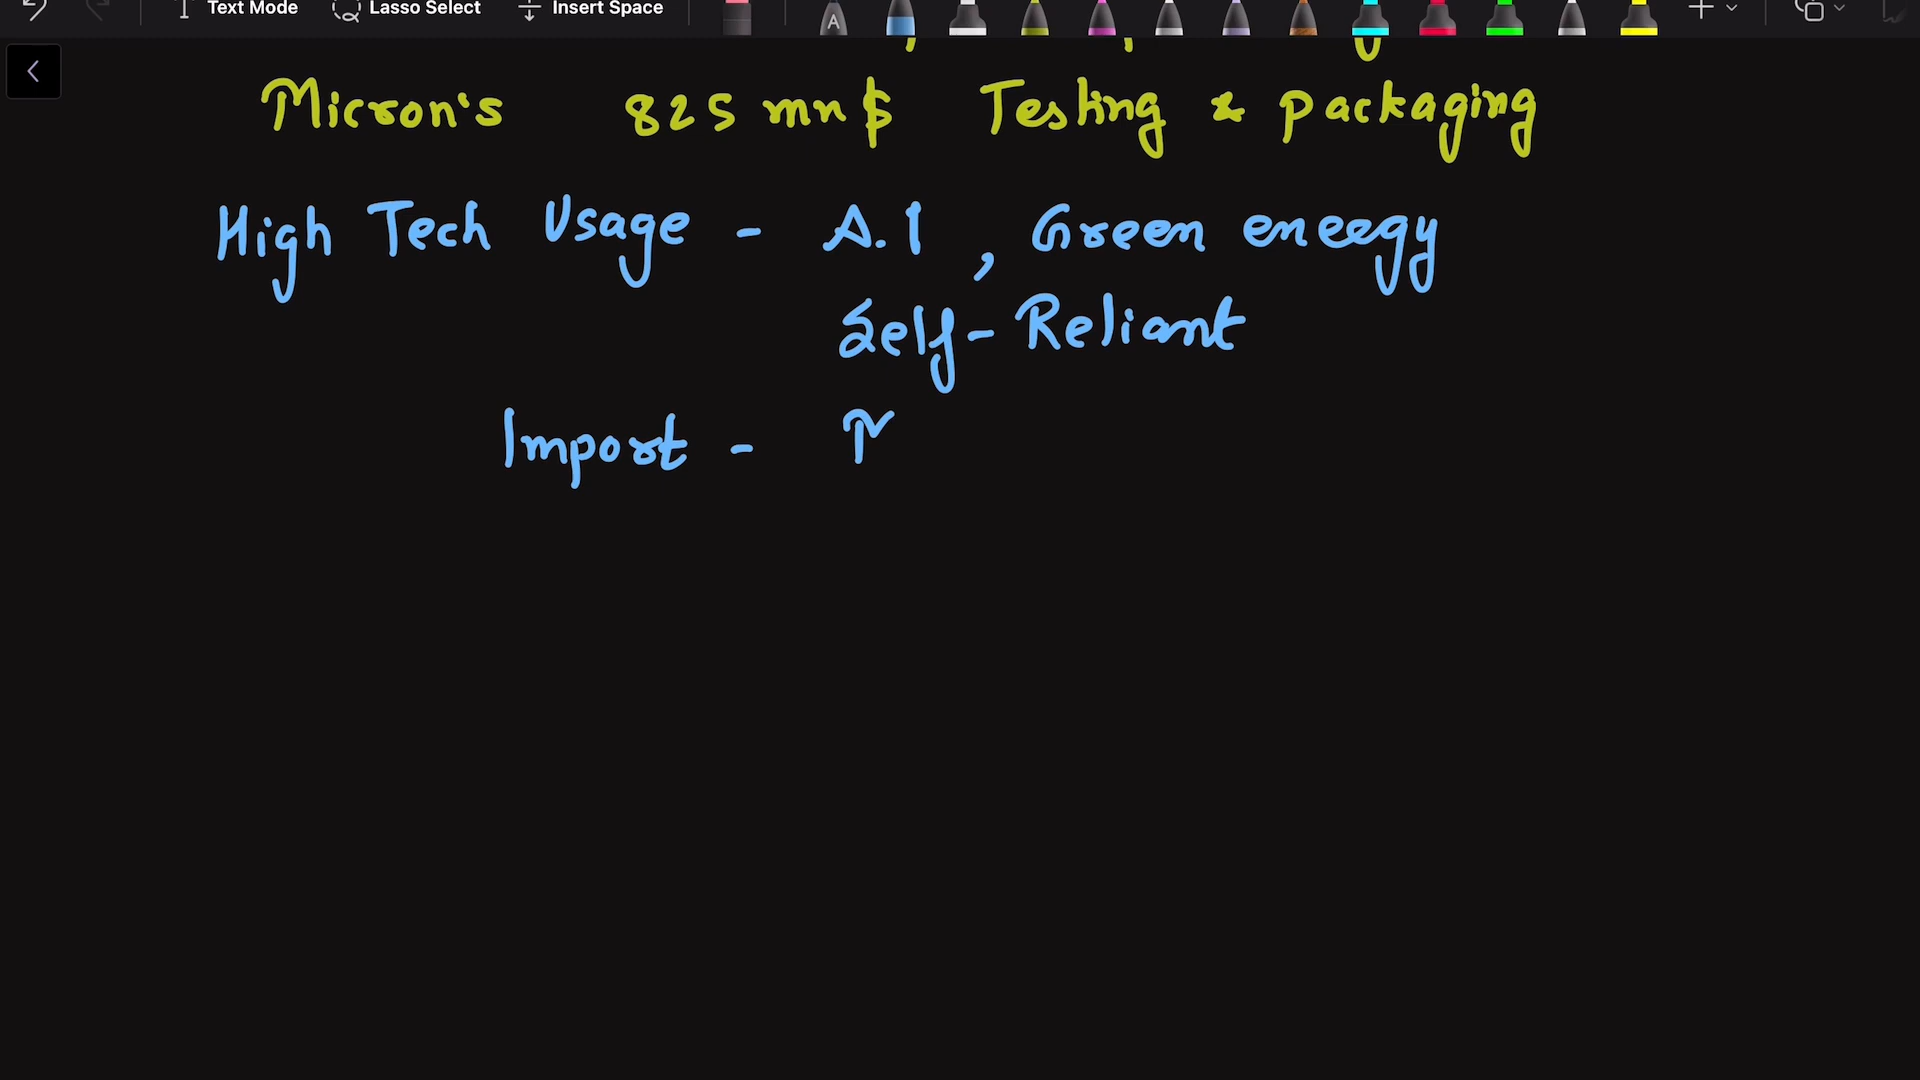 Text Mode Lasso Select Insert Space
A
Micron's 825 mn $ Testing & packaging
High Tech Usage - A.I , Green energy
Self-Reliant
Import -